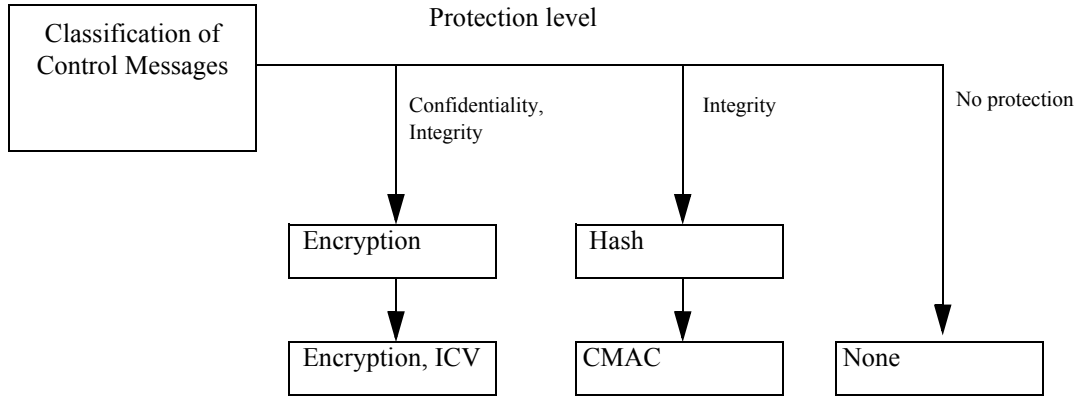 Protection level
Classification of
Control Messages
Confidentiality,
Integrity
Integrity
No protection
Encryption
Hash
Encryption, ICV
CMAC
None